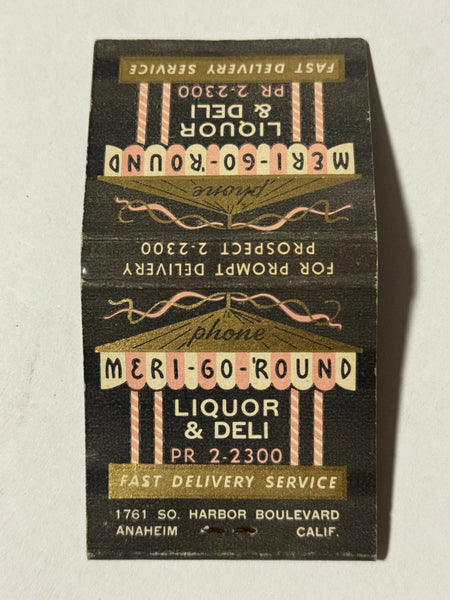 FAST DELIVERY SERVICE
PR 2-2300
LIQUOR
& DELI
MERI-GO-'ROUND
phone
FOR PROMPT DELIVERY
PROSPECT 2-2300
phone
MERI-GO-'ROUND
LIQUOR
& DELI
PR 2-2300
FAST DELIVERY SERVICE
1761 SO. HARBOR BOULEVARD
ANAHEIM CALIF.